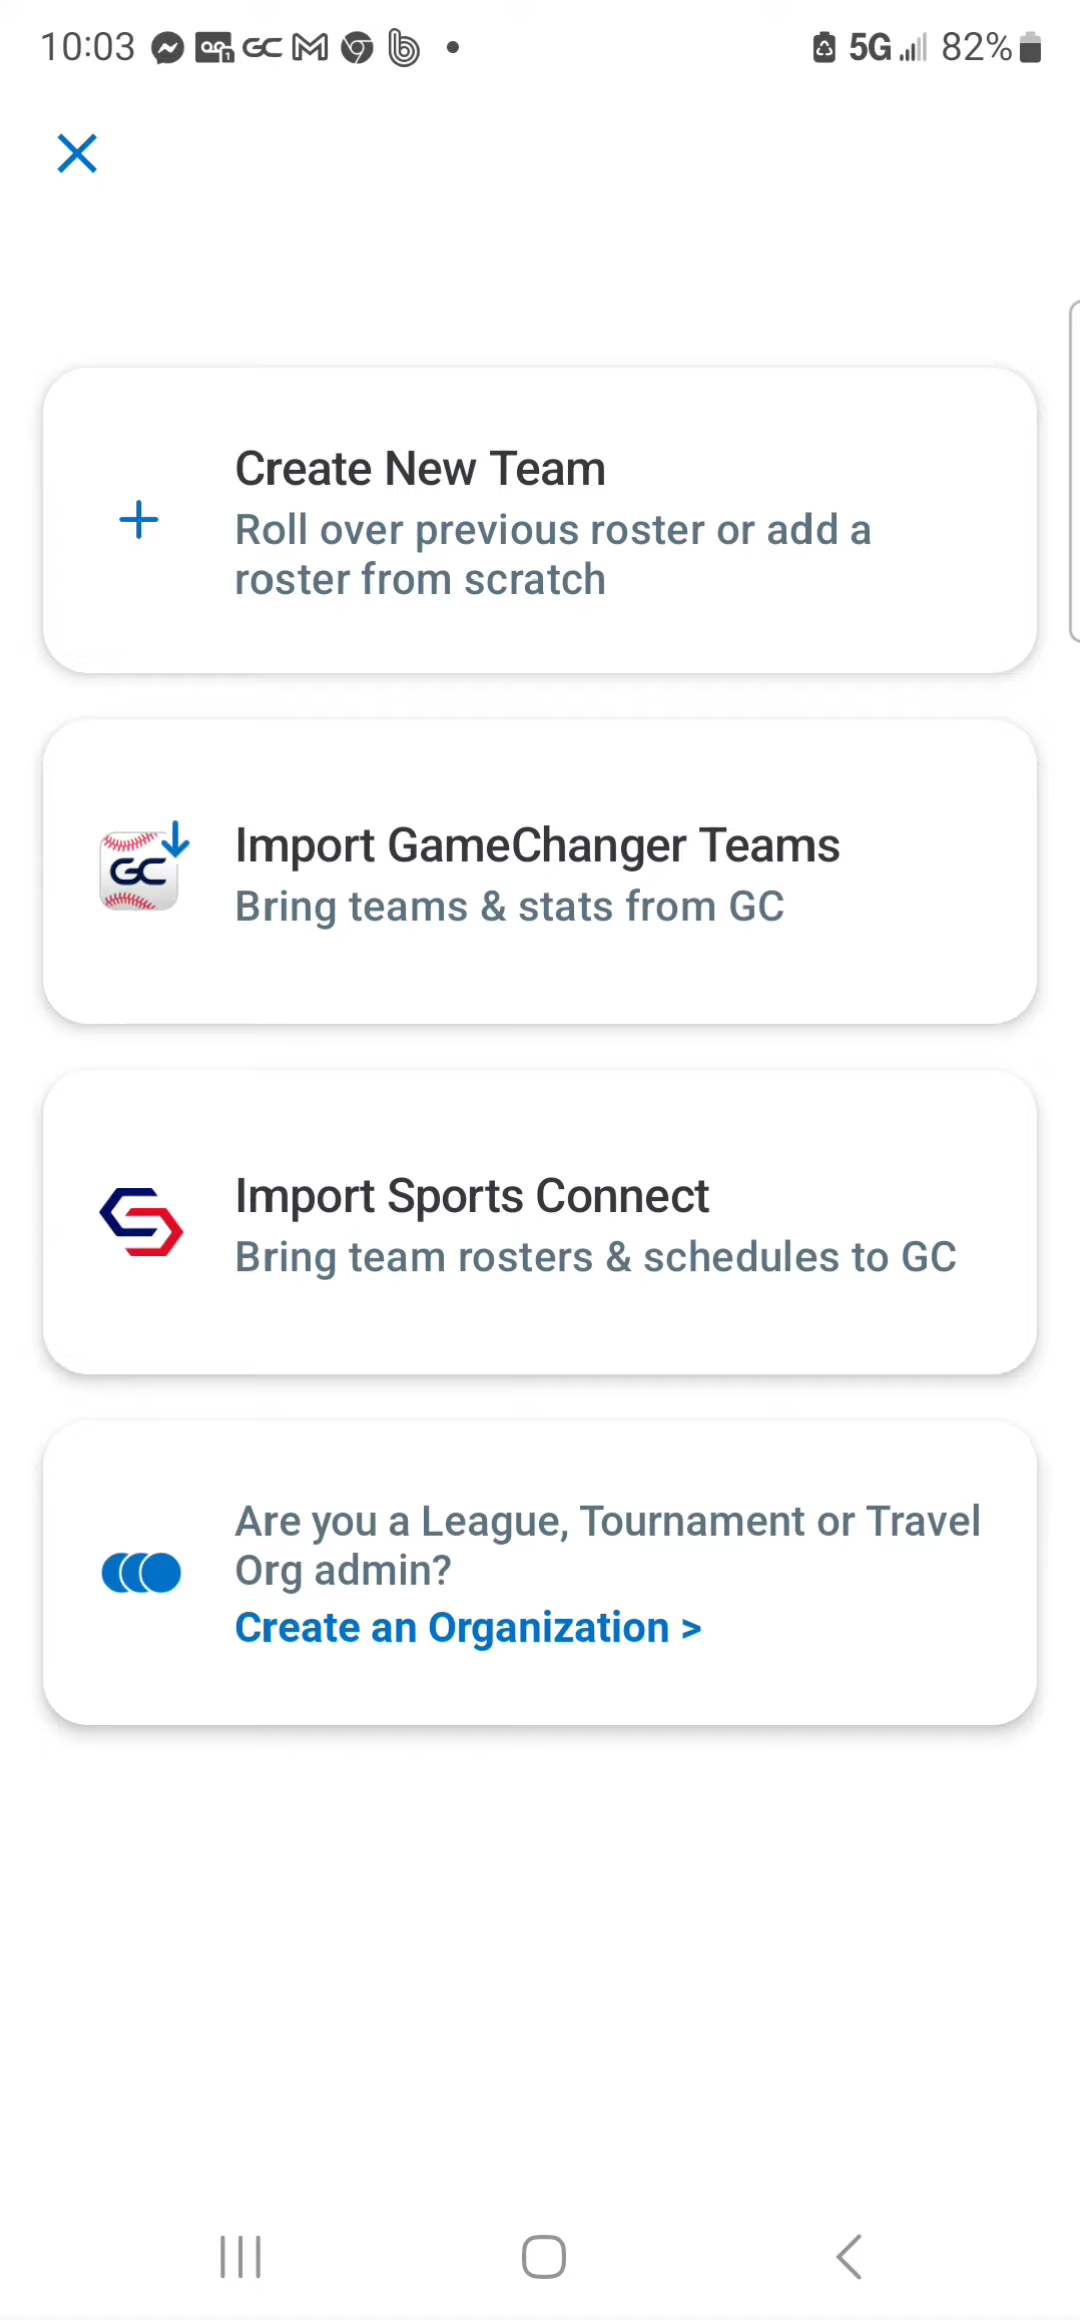 10:03 GC 5G 82%
Create New Team
Roll over previous roster or add a
roster from scratch
GC
Import GameChanger Teams
Bring teams & stats from GC
Import Sports Connect
Bring team rosters & schedules to GC
Are you a League, Tournament or Travel
Org admin?
Create an Organization >